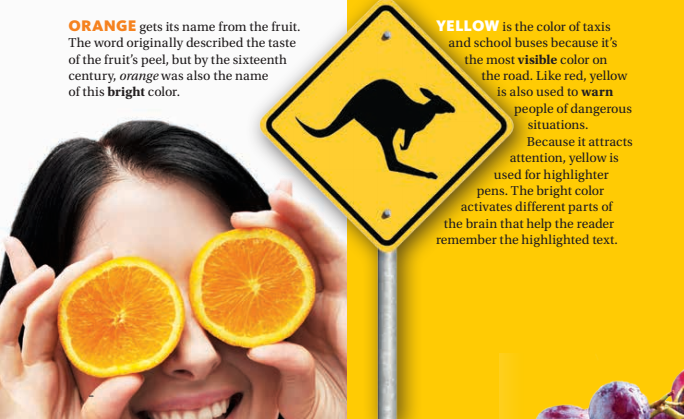 ORANGE gets its name from the fruit.
The word originally described the taste
of the fruit's peel, but by the sixteenth
century, orange was also the name
of this bright color.
YELLOW is the color of taxis
and school buses because it's
the most visible color on
the road. Like red, yellow
is also used to warn
people of dangerous
situations.
Because it attracts
attention, yellow is
used for highlighter
pens. The bright color
activates different parts of
the brain that help the reader
remember the highlighted text.